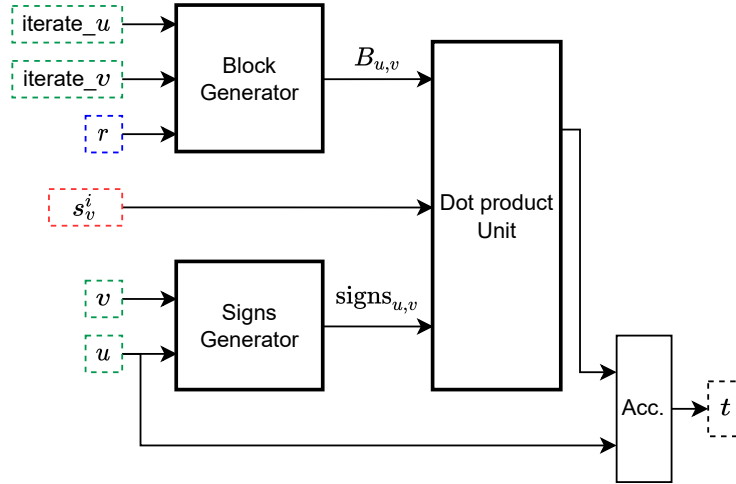 iterate_u
iterate_v
r
Block
Generator
B_{u,v}
s_v^i
Dot product
Unit
v
u
Signs
Generator
signs_{u,v}
Acc.
t